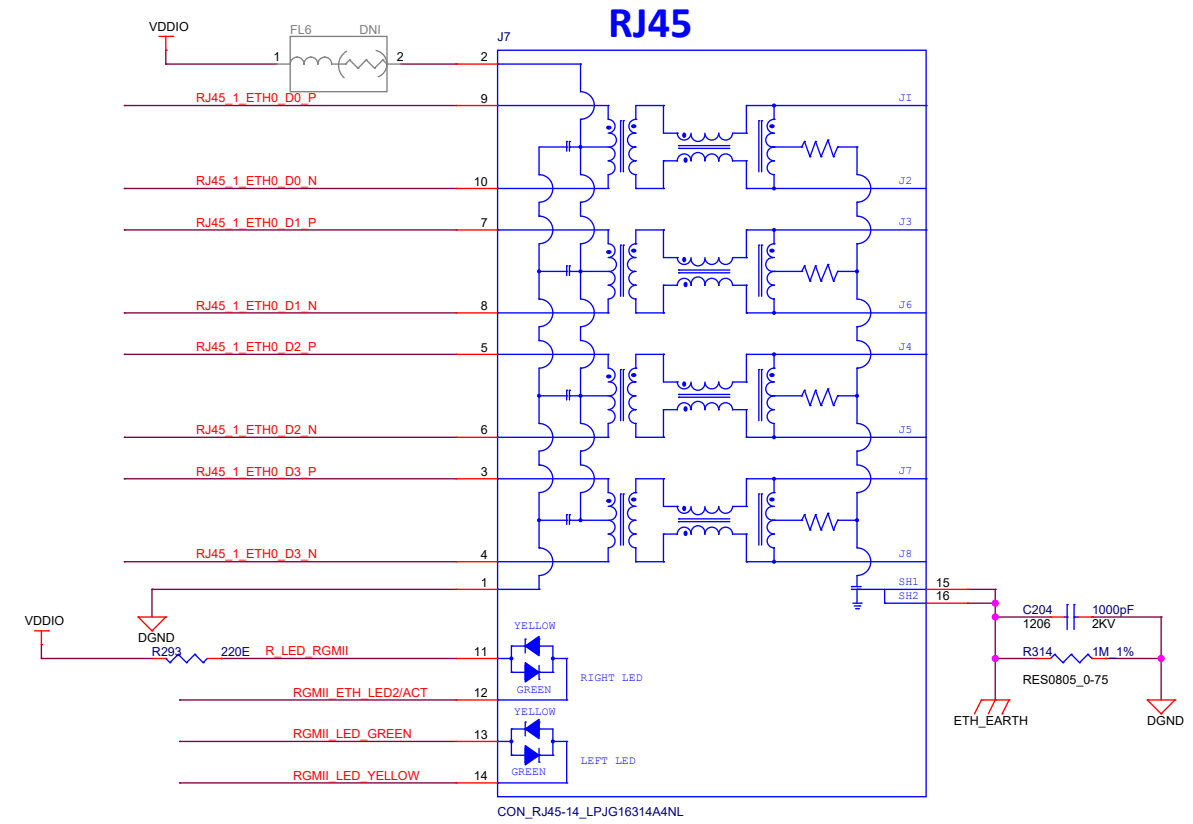 RJ45
VDDIO
FL6 DNI
J7
1 2 2
RJ45_1_ETH0_D0_P 9 J1
RJ45_1_ETH0_D0_N 10 J2
RJ45_1_ETH0_D1_P 7 J3
RJ45_1_ETH0_D1_N 8 J6
RJ45_1_ETH0_D2_P 5 J4
RJ45_1_ETH0_D2_N 6 J5
RJ45_1_ETH0_D3_P 3 J7
RJ45_1_ETH0_D3_N 4 J8
1 SH1 15
SH2 16
C204 1000pF
1206 2KV
VDDIO
DGND
YELLOW
R293 220E R_LED_RGMII 11
R314 1M_1%
RIGHT LED
RES0805_0-75
GREEN
RGMII_ETH_LED2/ACT 12
YELLOW
ETH_EARTH
DGND
RGMII_LED_GREEN 13
LEFT LED
GREEN
RGMII_LED_YELLOW 14
CON_RJ45-14_LPJG16314A4NL